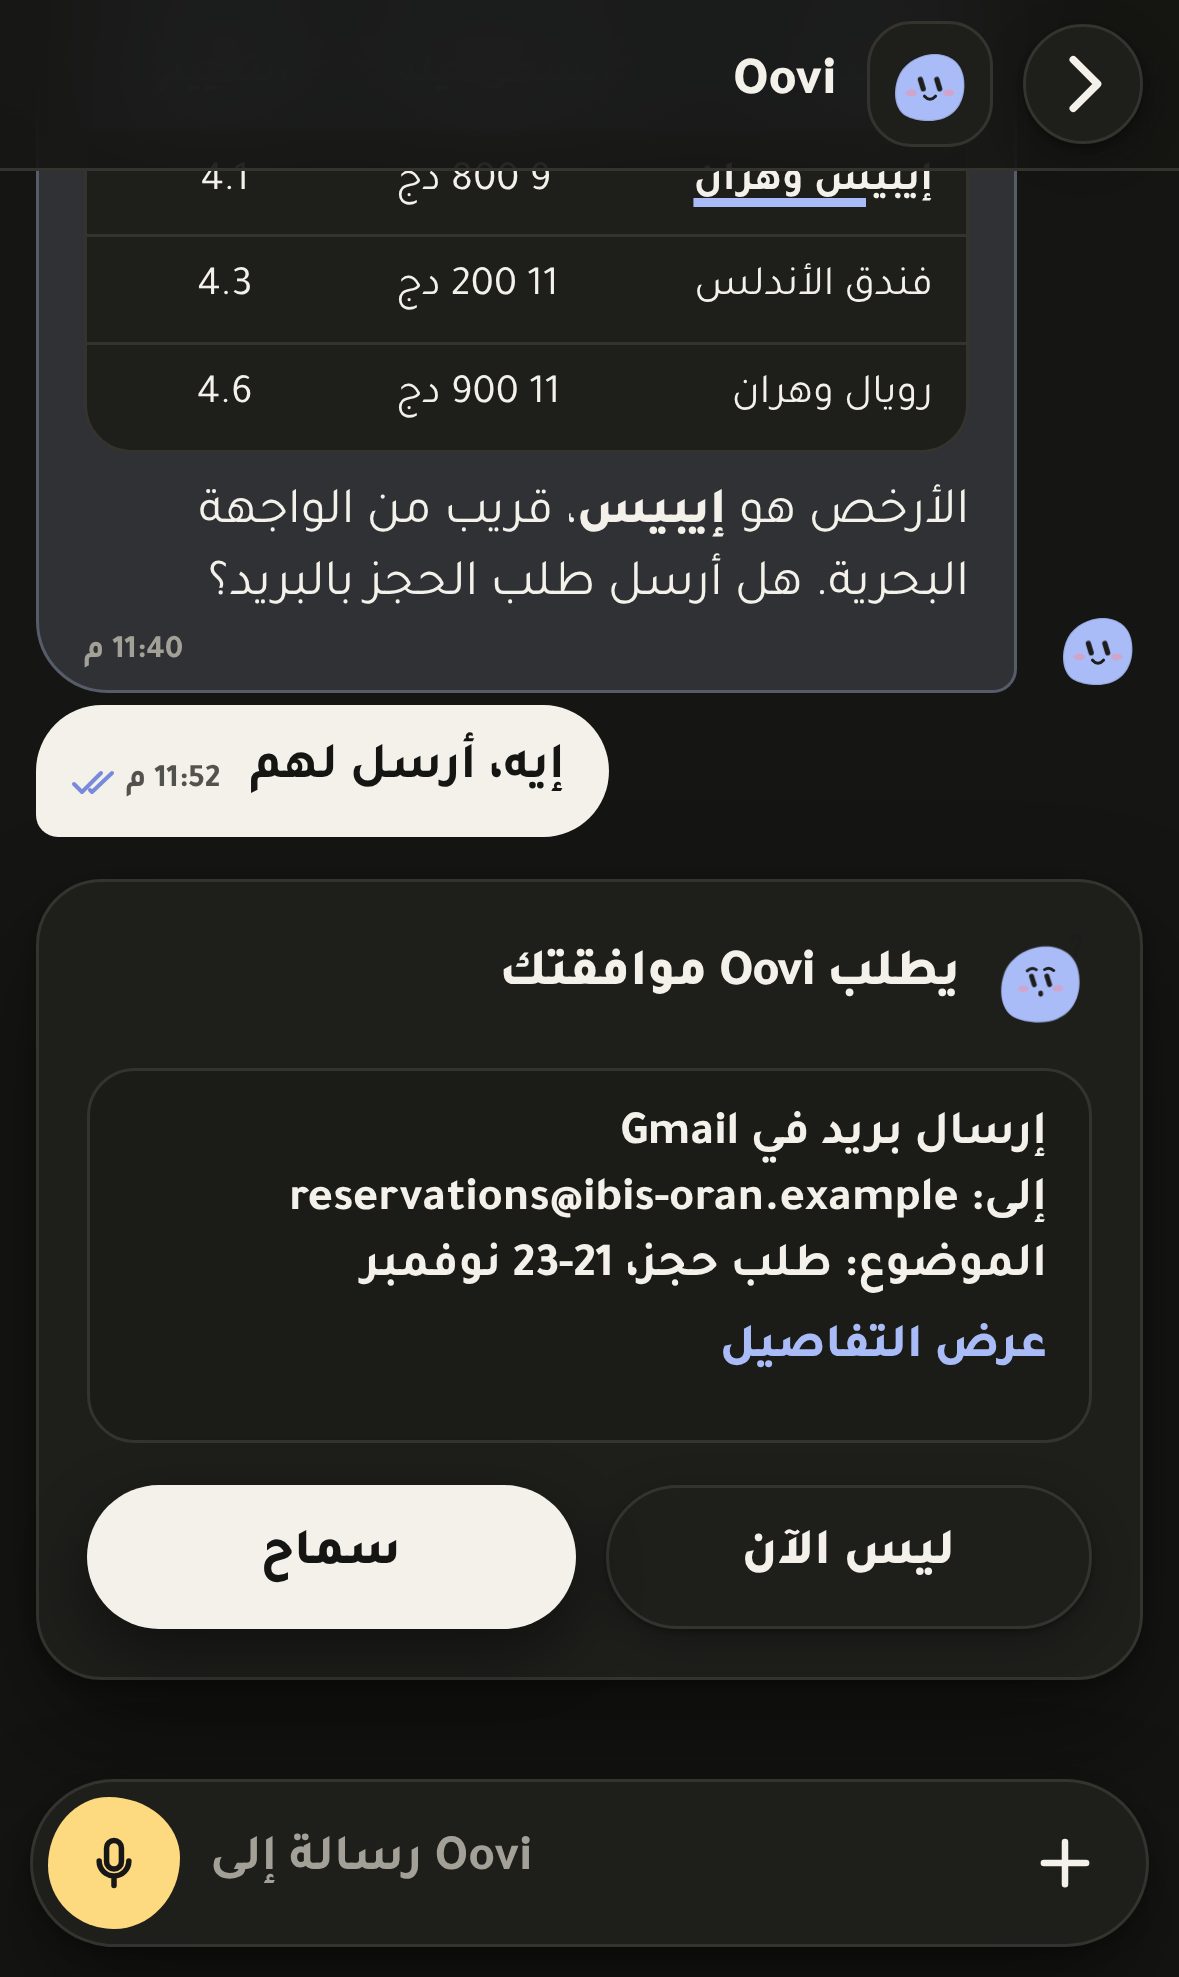 Oovi
إيبيس وهران 9 800 دج 4.1
فندق الأندلس 11 200 دج 4.3
رويال وهران 11 900 دج 4.6
الأرخص هو إيبيس، قريب من الواجهة
البحرية. هل أرسل طلب الحجز بالبريد؟
11:40 م
إيه، أرسل لهم 11:52 م
يطلب Oovi موافقتك
إرسال بريد في Gmail
إلى: reservations@ibis-oran.example
الموضوع: طلب حجز، 21-23 نوفمبر
عرض التفاصيل
ليس الآن
سماح
رسالة إلى Oovi